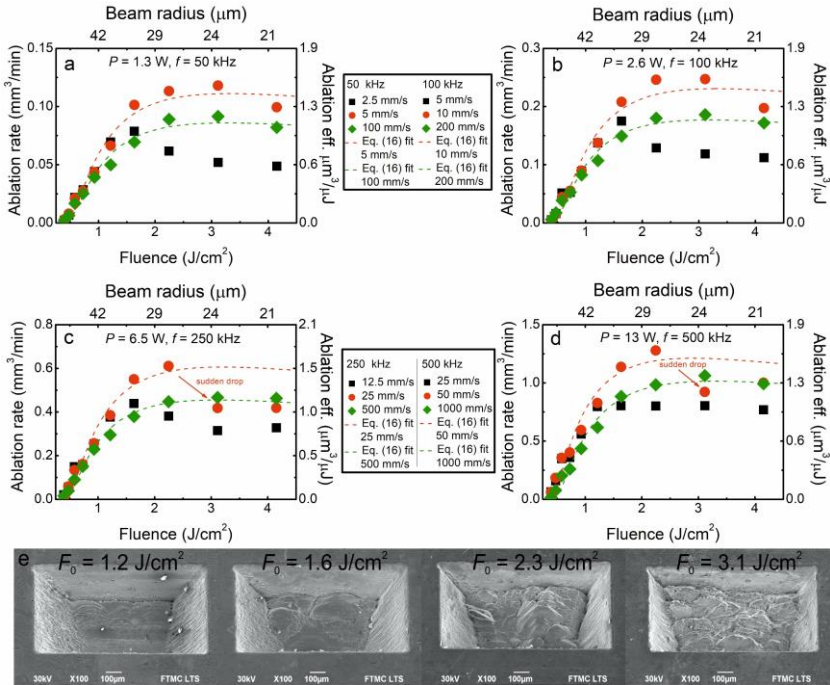 Beam radius (μm)
42 29 24 21
a
P = 1.3 W, f = 50 kHz
Ablation rate (mm³/min)
0.15
0.10
0.05
0.00
1.9
1.3
0.6
0.0
Ablation eff. (μm³/μJ)
1 2 3 4
Fluence (J/cm²)
50 kHz
2.5 mm/s
5 mm/s
100 mm/s
Eq. (16) fit
5 mm/s
Eq. (16) fit
100 mm/s
100 kHz
5 mm/s
10 mm/s
200 mm/s
Eq. (16) fit
10 mm/s
Eq. (16) fit
200 mm/s
Beam radius (μm)
42 29 24 21
b
P = 2.6 W, f = 100 kHz
Ablation rate (mm³/min)
0.3
0.2
0.1
0.0
1.9
1.3
0.6
0.0
Ablation eff. (μm³/μJ)
1 2 3 4
Fluence (J/cm²)
Beam radius (μm)
42 29 24 21
c
P = 6.5 W, f = 250 kHz
sudden drop
Ablation rate (mm³/min)
0.8
0.6
0.4
0.2
0.0
2.1
1.5
1.0
0.5
0.0
Ablation eff. (μm³/μJ)
1 2 3 4
Fluence (J/cm²)
250 kHz
12.5 mm/s
25 mm/s
500 mm/s
Eq. (16) fit
25 mm/s
Eq. (16) fit
500 mm/s
500 kHz
25 mm/s
50 mm/s
1000 mm/s
Eq. (16) fit
50 mm/s
Eq. (16) fit
1000 mm/s
Beam radius (μm)
42 29 24 21
d
P = 13 W, f = 500 kHz
sudden drop
Ablation rate (mm³/min)
1.5
1.0
0.5
0.0
1.9
1.3
0.6
0.0
Ablation eff. (μm³/μJ)
1 2 3 4
Fluence (J/cm²)
e
F₀ = 1.2 J/cm²
F₀ = 1.6 J/cm²
F₀ = 2.3 J/cm²
F₀ = 3.1 J/cm²
30kV X100 100μm FTMC LTS
30kV X100 100μm FTMC LTS
30kV X100 100μm FTMC LTS
30kV X100 100μm FTMC LTS